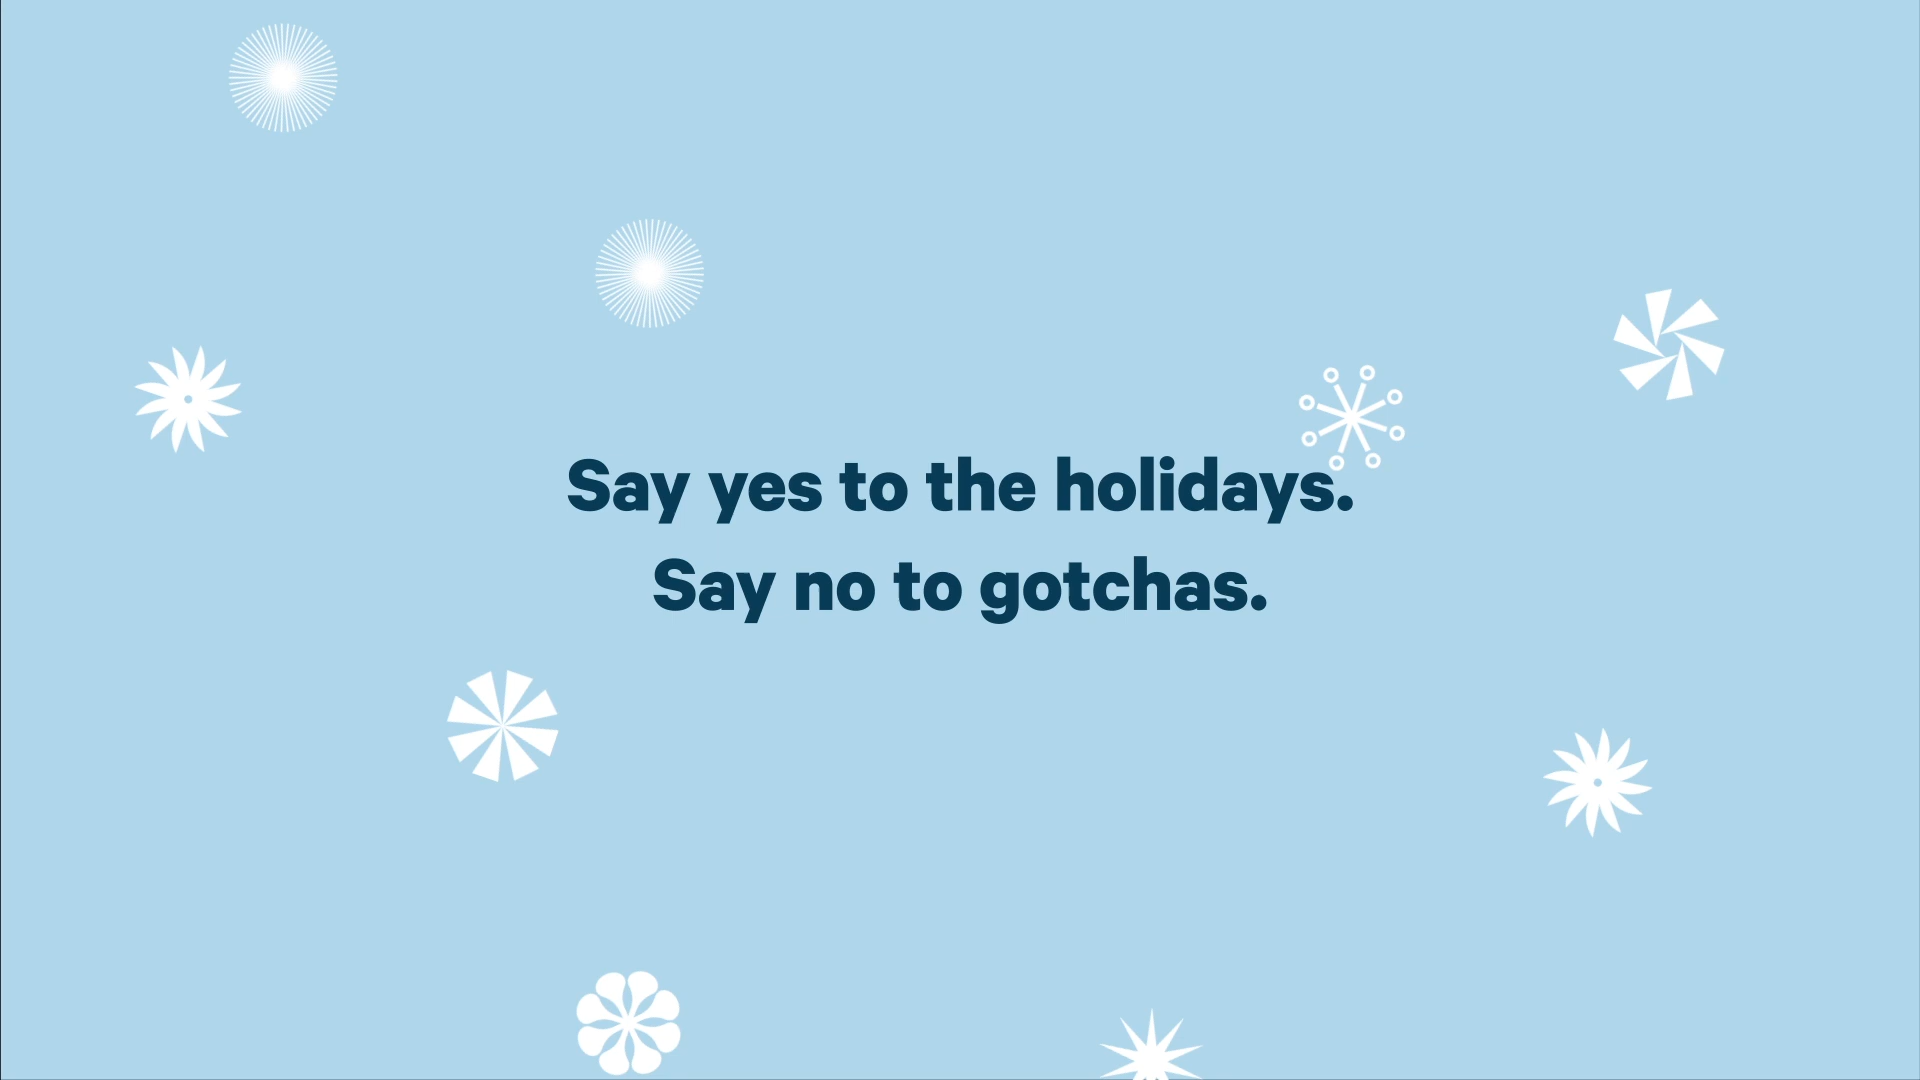 Say yes to the holidays.
Say no to gotchas.